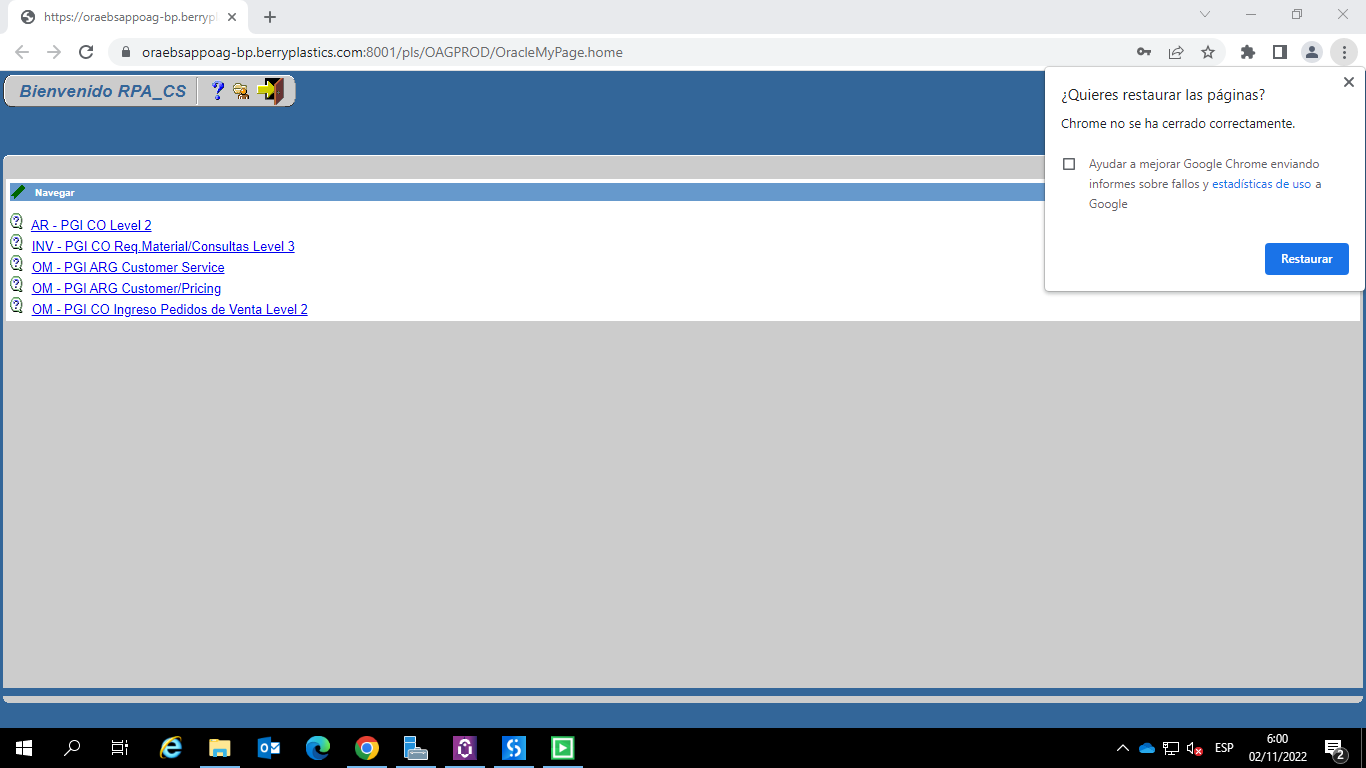 https://oraebsappoag-bp.berrypl
oraebsappoag-bp.berryplastics.com:8001/pls/OAGPROD/OracleMyPage.home
Bienvenido RPA_CS
¿Quieres restaurar las páginas?
Chrome no se ha cerrado correctamente.
Ayudar a mejorar Google Chrome enviando
informes sobre fallos y estadísticas de uso a
Google
Restaurar
Navegar
AR - PGI CO Level 2
INV - PGI CO Req.Material/Consultas Level 3
OM - PGI ARG Customer Service
OM - PGI ARG Customer/Pricing
OM - PGI CO Ingreso Pedidos de Venta Level 2
ESP
6:00
02/11/2022
2